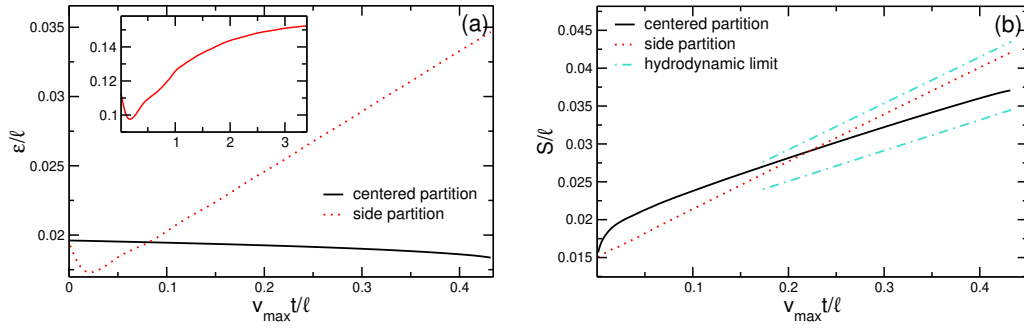 (a)
0.14
0.12
0.1
1
2
3
0.035
0.03
0.025
0.02
ε/ℓ
centered partition
side partition
0
0.1
0.2
0.3
0.4
v_max t/ℓ
(b)
centered partition
side partition
hydrodynamic limit
0.045
0.04
0.035
0.03
0.025
0.02
0.015
S/ℓ
0
0.1
0.2
0.3
0.4
v_max t/ℓ